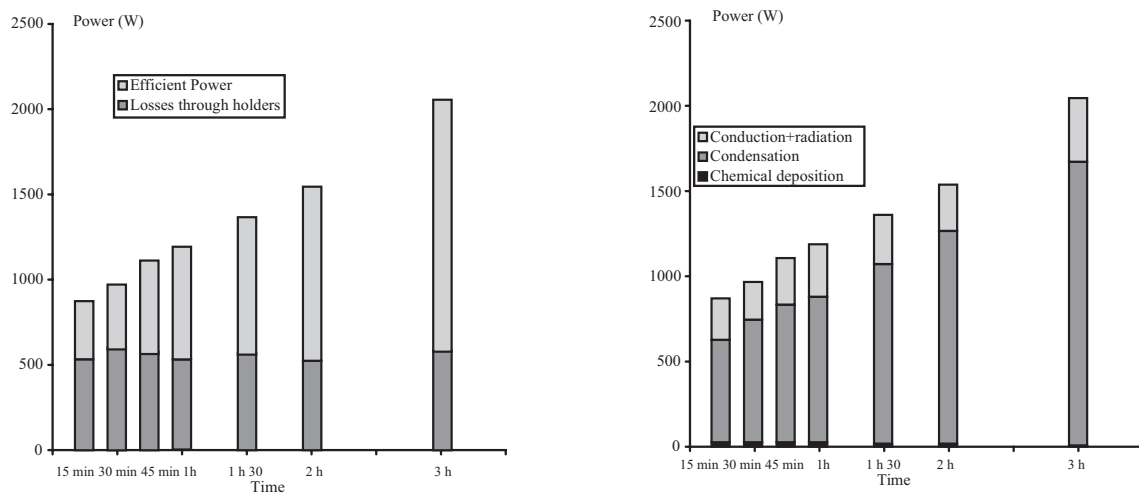 Power (W)
2500
2000
1500
1000
500
0
Efficient Power
Losses through holders
15 min 30 min 45 min 1h 1 h 30 2 h 3 h
Time
Power (W)
2500
2000
1500
1000
500
0
Conduction+radiation
Condensation
Chemical deposition
15 min 30 min 45 min 1h 1 h 30 2 h 3 h
Time